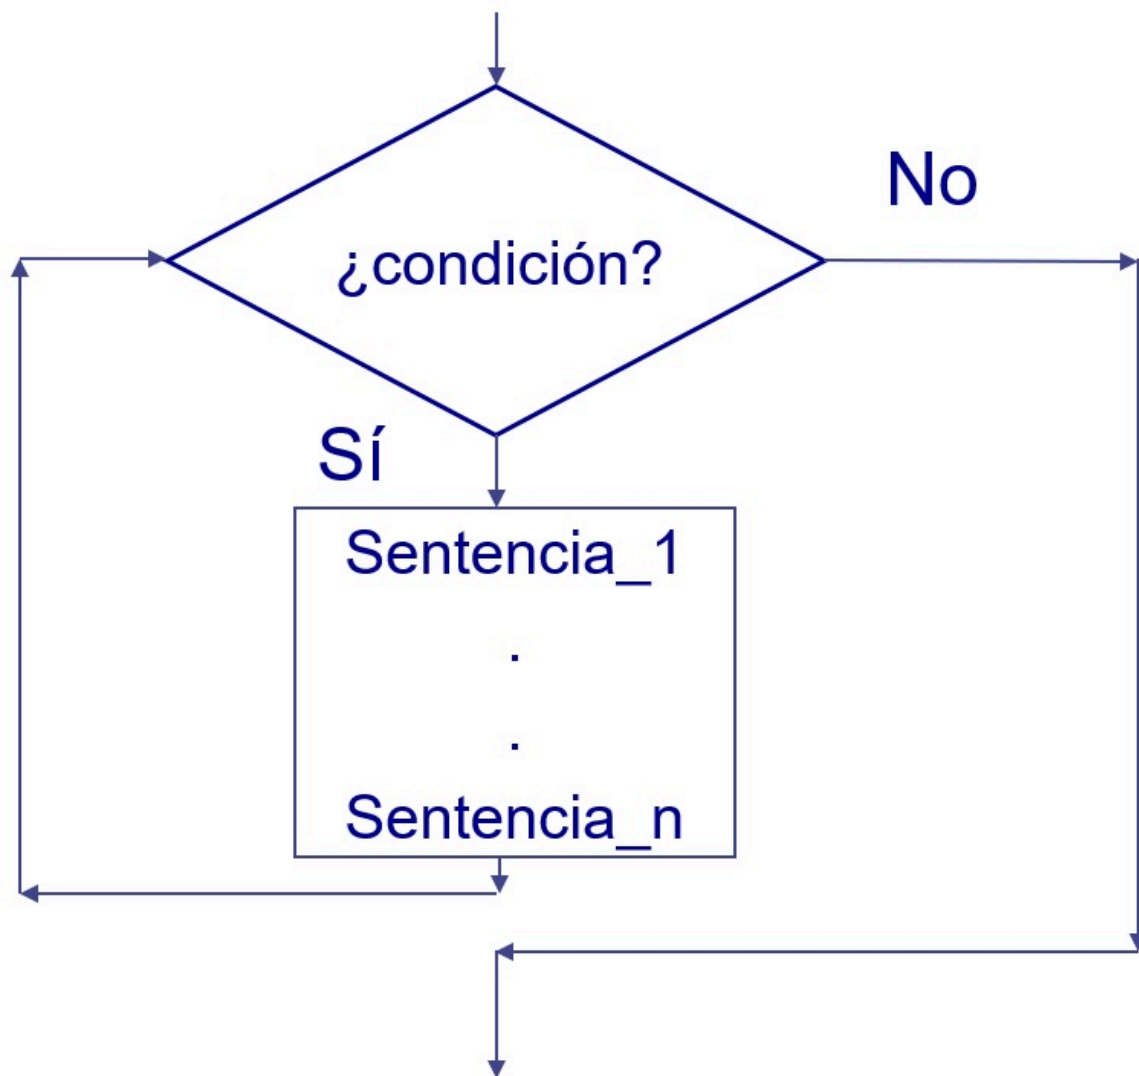 No
¿condición?
Sí
Sentencia_1
.
.
Sentencia_n